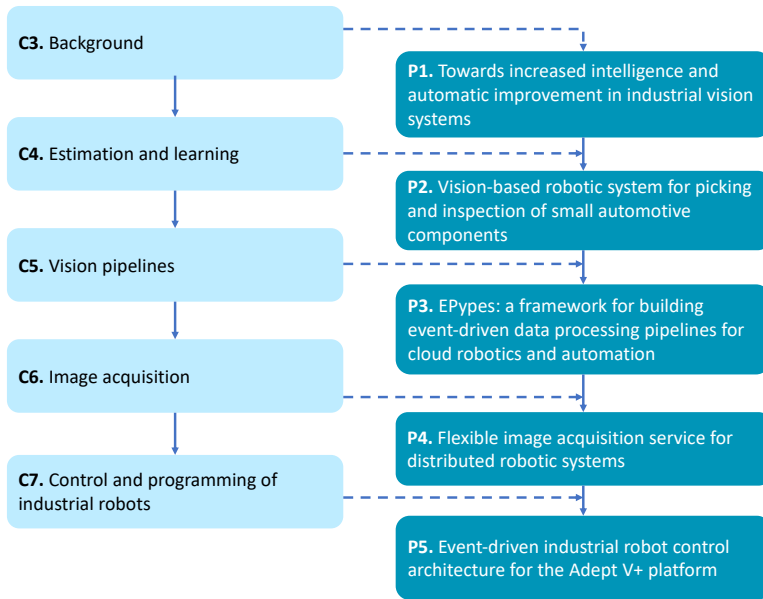 C3. Background
P1. Towards increased intelligence and
automatic improvement in industrial vision
systems
C4. Estimation and learning
P2. Vision-based robotic system for picking
and inspection of small automotive
components
C5. Vision pipelines
P3. EPypes: a framework for building
event-driven data processing pipelines for
cloud robotics and automation
C6. Image acquisition
P4. Flexible image acquisition service for
distributed robotic systems
C7. Control and programming of
industrial robots
P5. Event-driven industrial robot control
architecture for the Adept V+ platform